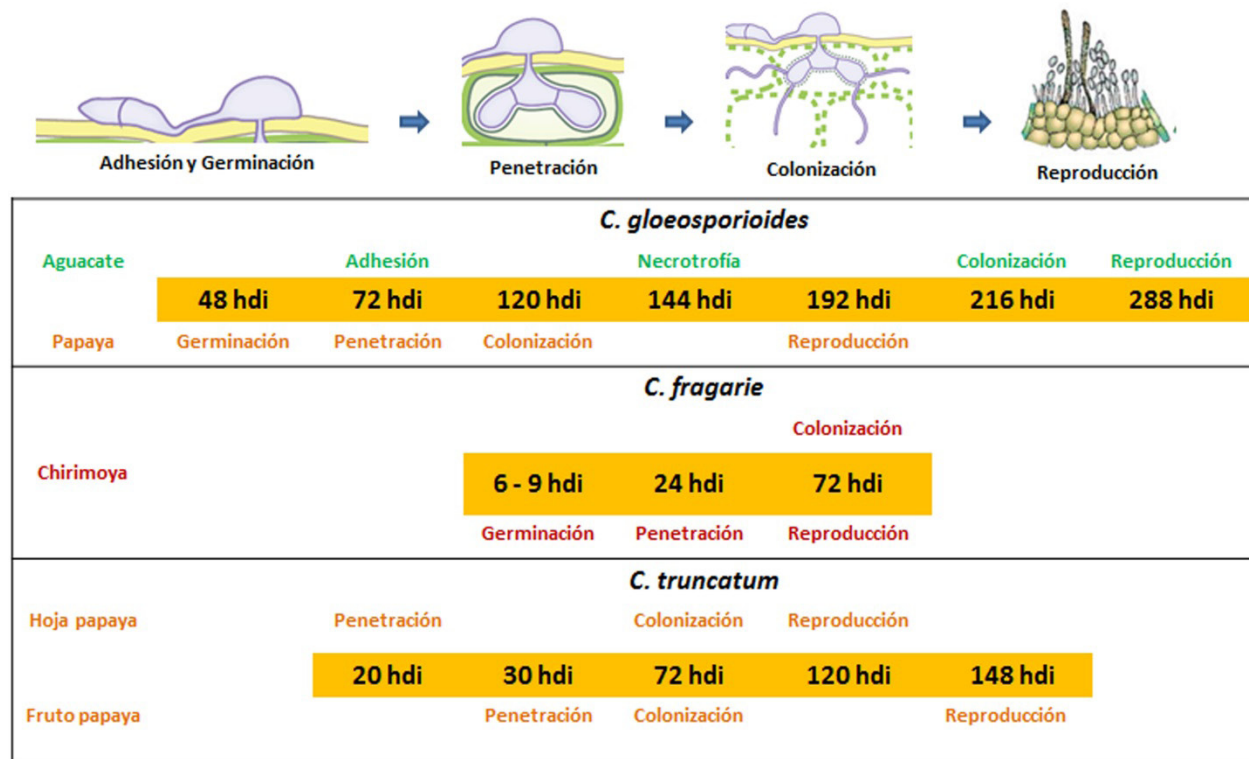 Adhesión y Germinación
Penetración
Colonización
Reproducción
C. gloeosporioides
Aguacate Adhesión Necrotrofía Colonización Reproducción
48 hdi 72 hdi 120 hdi 144 hdi 192 hdi 216 hdi 288 hdi
Papaya Germinación Penetración Colonización Reproducción
C. fragarie
Colonización
Chirimoya
6 - 9 hdi 24 hdi 72 hdi
Germinación Penetración Reproducción
C. truncatum
Hoja papaya Penetración Colonización Reproducción
20 hdi 30 hdi 72 hdi 120 hdi 148 hdi
Fruto papaya Penetración Colonización Reproducción